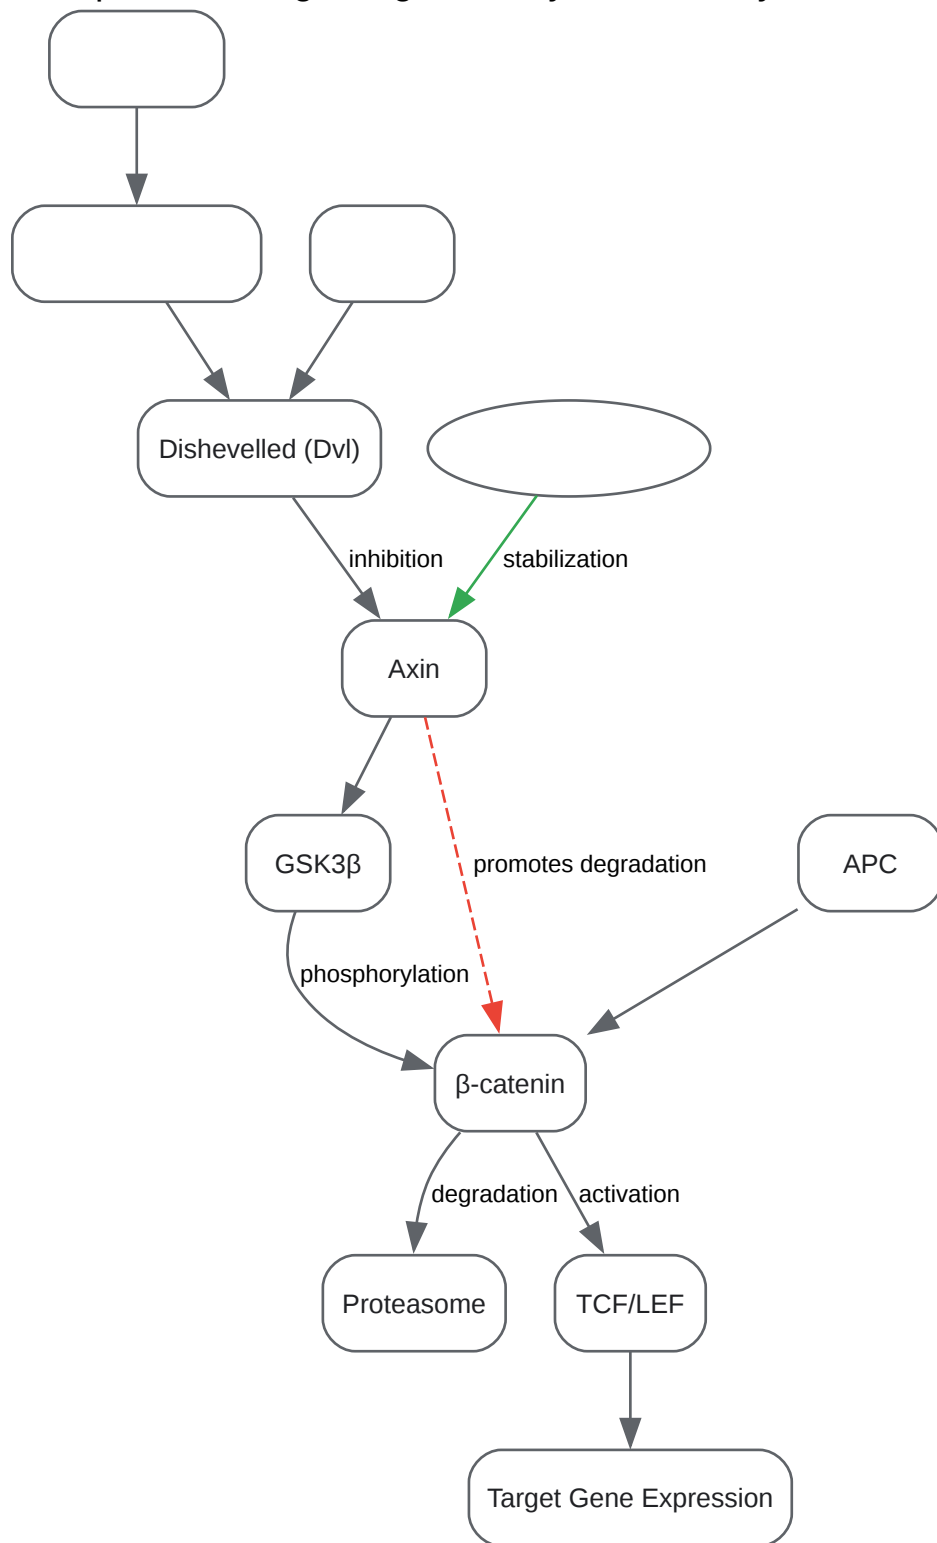 Dishevelled (Dvl)
inhibition
stabilization
Axin
GSK3β
promotes degradation
APC
phosphorylation
β-catenin
degradation
activation
Proteasome
TCF/LEF
Target Gene Expression